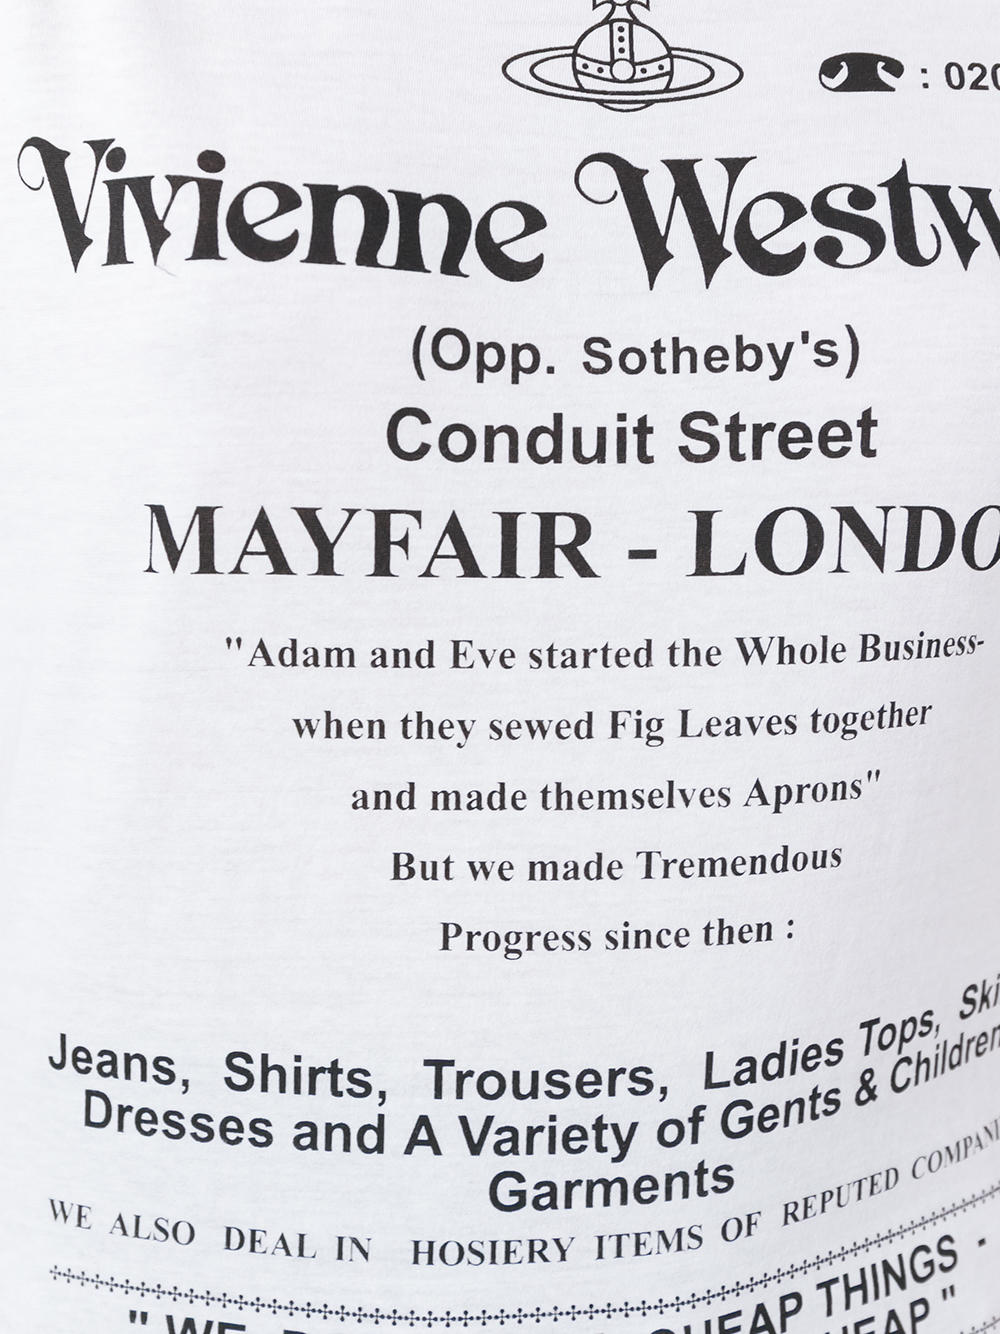 : 020
Vivienne Westw
(Opp. Sotheby's)
Conduit Street
MAYFAIR - LONDO
"Adam and Eve started the Whole Business-
when they sewed Fig Leaves together
and made themselves Aprons"
But we made Tremendous
Progress since then :
Jeans, Shirts, Trousers, Ladies Tops, Ski
Dresses and A Variety of Gents & Children
Garments
WE ALSO DEAL IN HOSIERY ITEMS OF REPUTED COMPANI
" WE CHEAP THINGS -
"